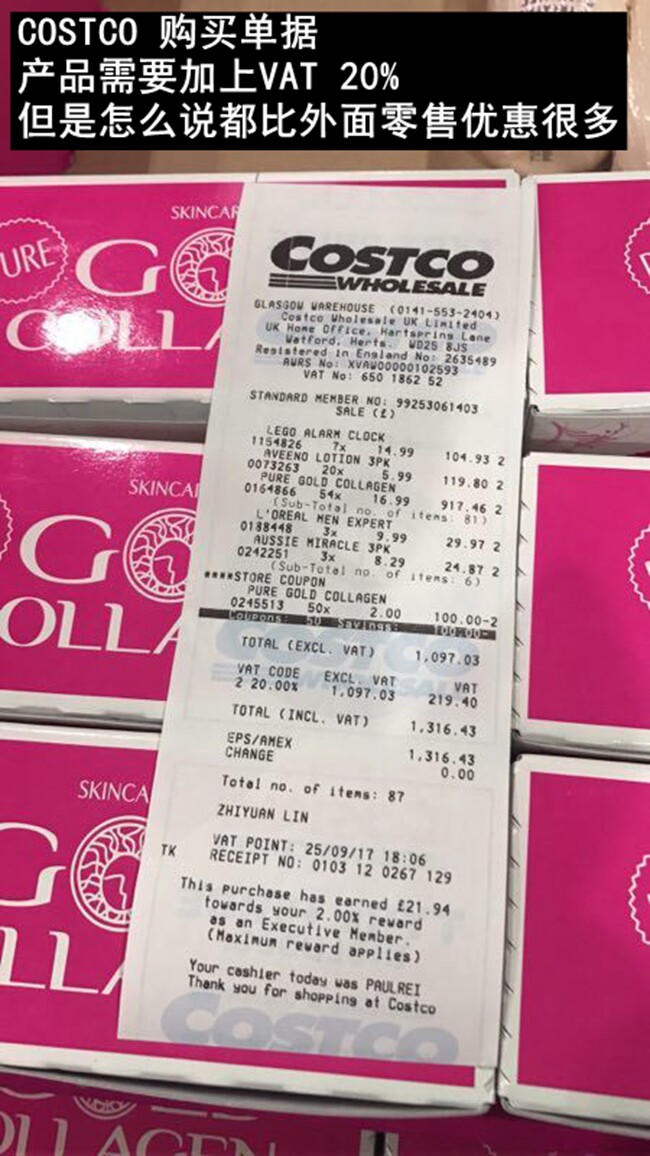 COSTCO 购买单据
产品需要加上VAT 20%
但是怎么说都比外面零售优惠很多
SKINCAR
URE
GO
COLLA
COSTCO
WHOLESALE
GLASGOW WAREHOUSE (0141-553-2404)
Costco Wholesale UK Limited
UK Home Office, Hartspring Lane
Watford, Herts. WD25 8JS
Registered in England No: 2635489
AWRS No: XVAW00000102593
VAT No: 650 1862 52
STANDARD MEMBER NO: 99253061403
SALE (£)
LEGO ALARM CLOCK
1154826 7x 14.99 104.93 2
AVEENO LOTION 3PK
0073263 20x 5.99 119.80 2
PURE GOLD COLLAGEN
0164866 54x 16.99 917.46 2
(Sub-Total no. of items: 81)
L'OREAL MEN EXPERT
0188448 3x 9.99 29.97 2
AUSSIE MIRACLE 3PK
0242251 3x 8.29 24.87 2
(Sub-Total no. of items: 6)
****STORE COUPON
PURE GOLD COLLAGEN
0245513 50x 2.00 100.00-2
Coupons: 50 Savings: 100.00-
TOTAL (EXCL. VAT) 1,097.03
VAT CODE EXCL. VAT VAT
2 20.00% 1,097.03 219.40
TOTAL (INCL. VAT) 1,316.43
EPS/AMEX 1,316.43
CHANGE 0.00
Total no. of items: 87
ZHIYUAN LIN
VAT POINT: 25/09/17 18:06
TK RECEIPT NO: 0103 12 0267 129
This purchase has earned £21.94
towards your 2.00% reward
as an Executive Member.
(Maximum reward applies)
Your cashier today was PAULREI
Thank you for shopping at Costco
COSTCO
SKINCAR
GO
OLLA
SKINCA
GO
LLA
OLLAGEN